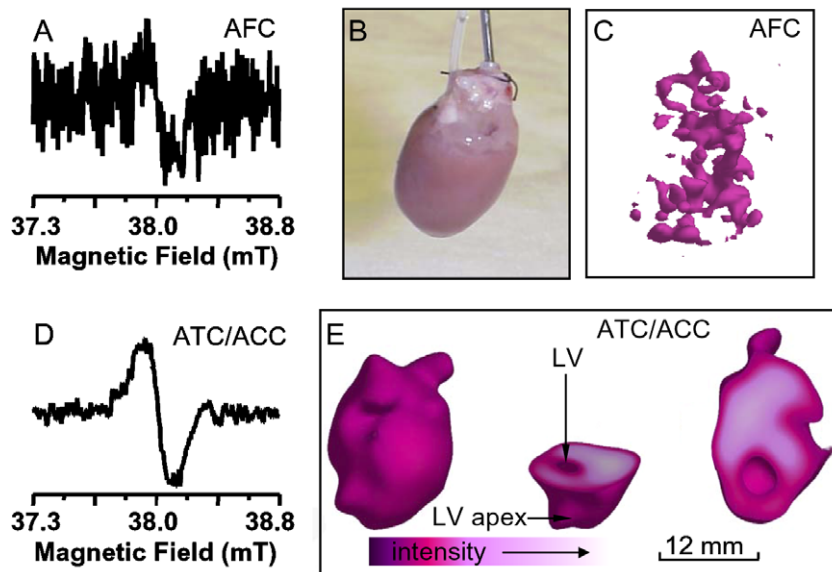 A AFC
37.3 38.0 38.8
Magnetic Field (mT)
B
C AFC
D ATC/ACC
37.3 38.0 38.8
Magnetic Field (mT)
E ATC/ACC
LV
LV apex
intensity
12 mm